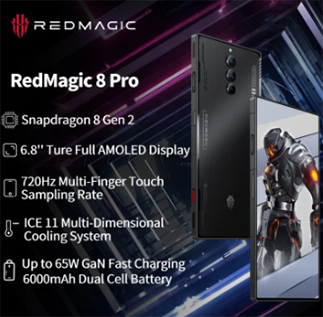 REDMAGIC
RedMagic 8 Pro
Snapdragon 8 Gen 2
6.8'' Ture Full AMOLED Display
720Hz Multi-Finger Touch
Sampling Rate
ICE 11 Multi-Dimensional
Cooling System
Up to 65W GaN Fast Charging
6000mAh Dual Cell Battery